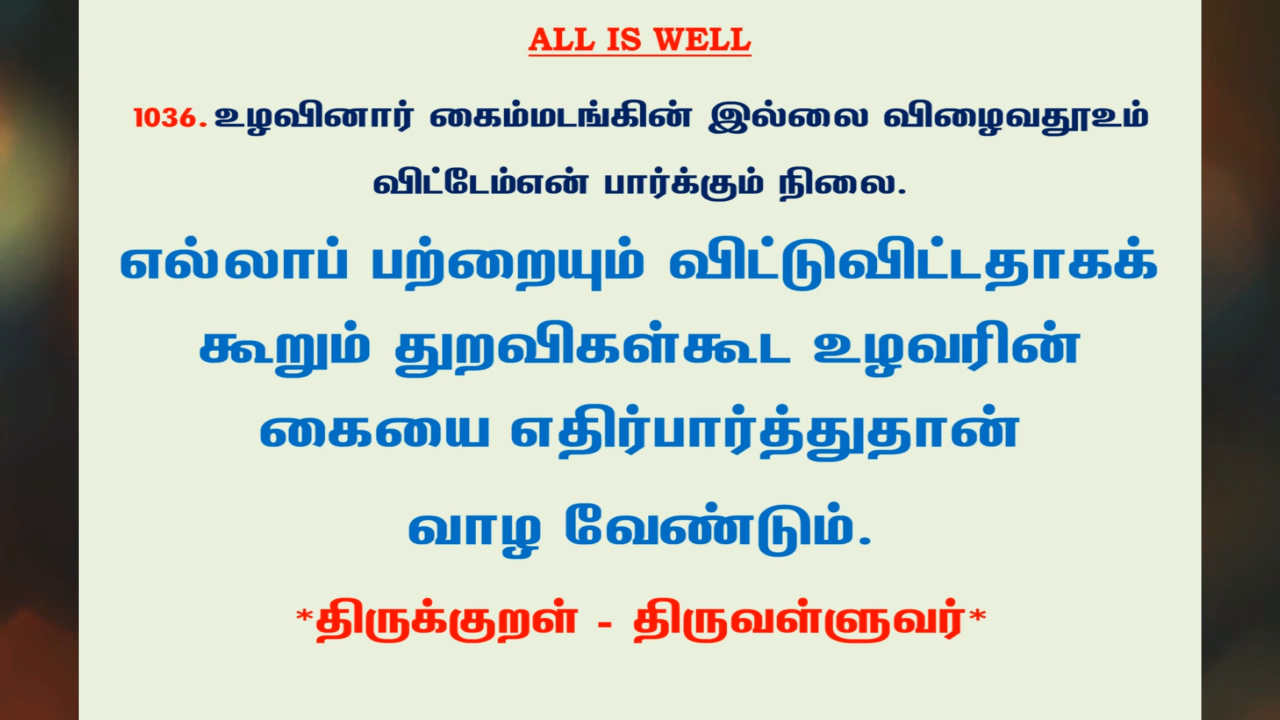 ALL IS WELL
1036. உழவினார் கைம்மடங்கின் இல்லை விழைவதூஉம்
விட்டேம்என் பார்க்கும் நிலை.
எல்லாப் பற்றையும் விட்டுவிட்டதாகக்
கூறும் துறவிகள்கூட உழவரின்
கையை எதிர்பார்த்துதான்
வாழ வேண்டும்.
*திருக்குறள் - திருவள்ளுவர்*